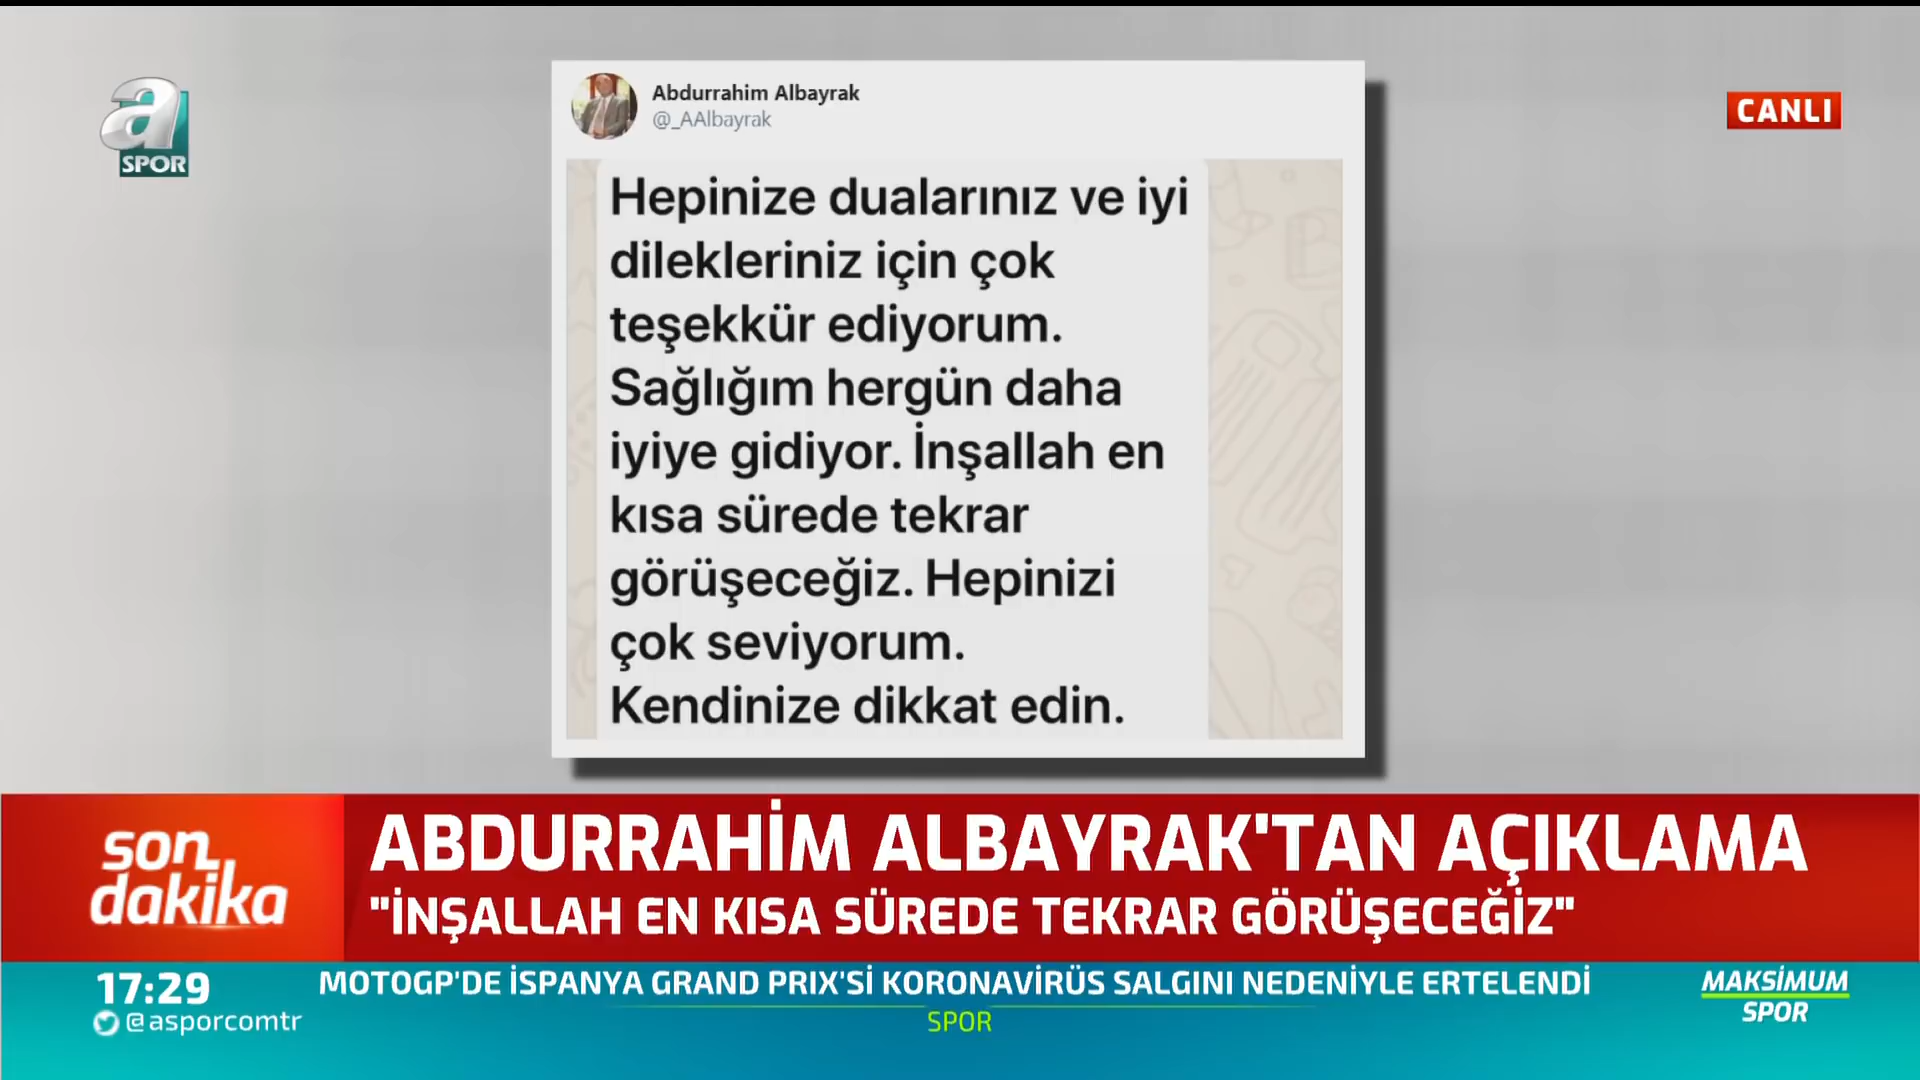 a
SPOR
CANLI
Abdurrahim Albayrak
@_AAlbayrak
Hepinize dualarınız ve iyi
dilekleriniz için çok
teşekkür ediyorum.
Sağlığım hergün daha
iyiye gidiyor. İnşallah en
kısa sürede tekrar
görüşeceğiz. Hepinizi
çok seviyorum.
Kendinize dikkat edin.
son
dakika
ABDURRAHİM ALBAYRAK'TAN AÇIKLAMA
"İNŞALLAH EN KISA SÜREDE TEKRAR GÖRÜŞECEĞİZ"
17:29
@asporcomtr
MOTOGP'DE İSPANYA GRAND PRIX'Sİ KORONAVİRÜS SALGINI NEDENİYLE ERTELENDİ
SPOR
MAKSİMUM
SPOR